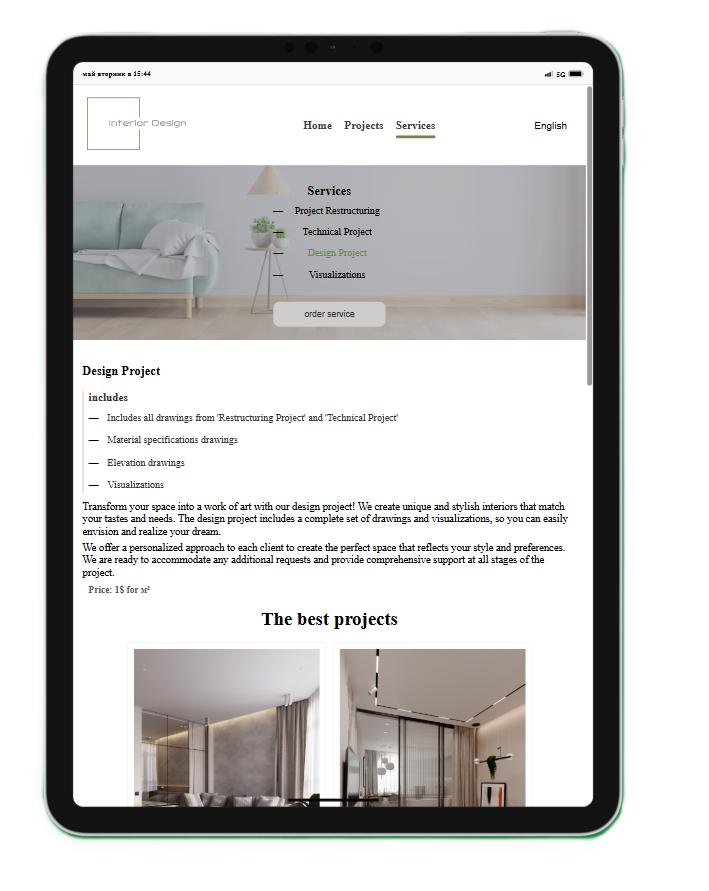 май вторник в 15:44
5G
Interior Design
Home Projects Services
English
Services
— Project Restructuring
— Technical Project
— Design Project
— Visualizations
order service
Design Project
includes
— Includes all drawings from 'Restructuring Project' and 'Technical Project'
— Material specifications drawings
— Elevation drawings
— Visualizations
Transform your space into a work of art with our design project! We create unique and stylish interiors that match
your tastes and needs. The design project includes a complete set of drawings and visualizations, so you can easily
envision and realize your dream.
We offer a personalized approach to each client to create the perfect space that reflects your style and preferences.
We are ready to accommodate any additional requests and provide comprehensive support at all stages of the
project.
Price: 1$ for м²
The best projects